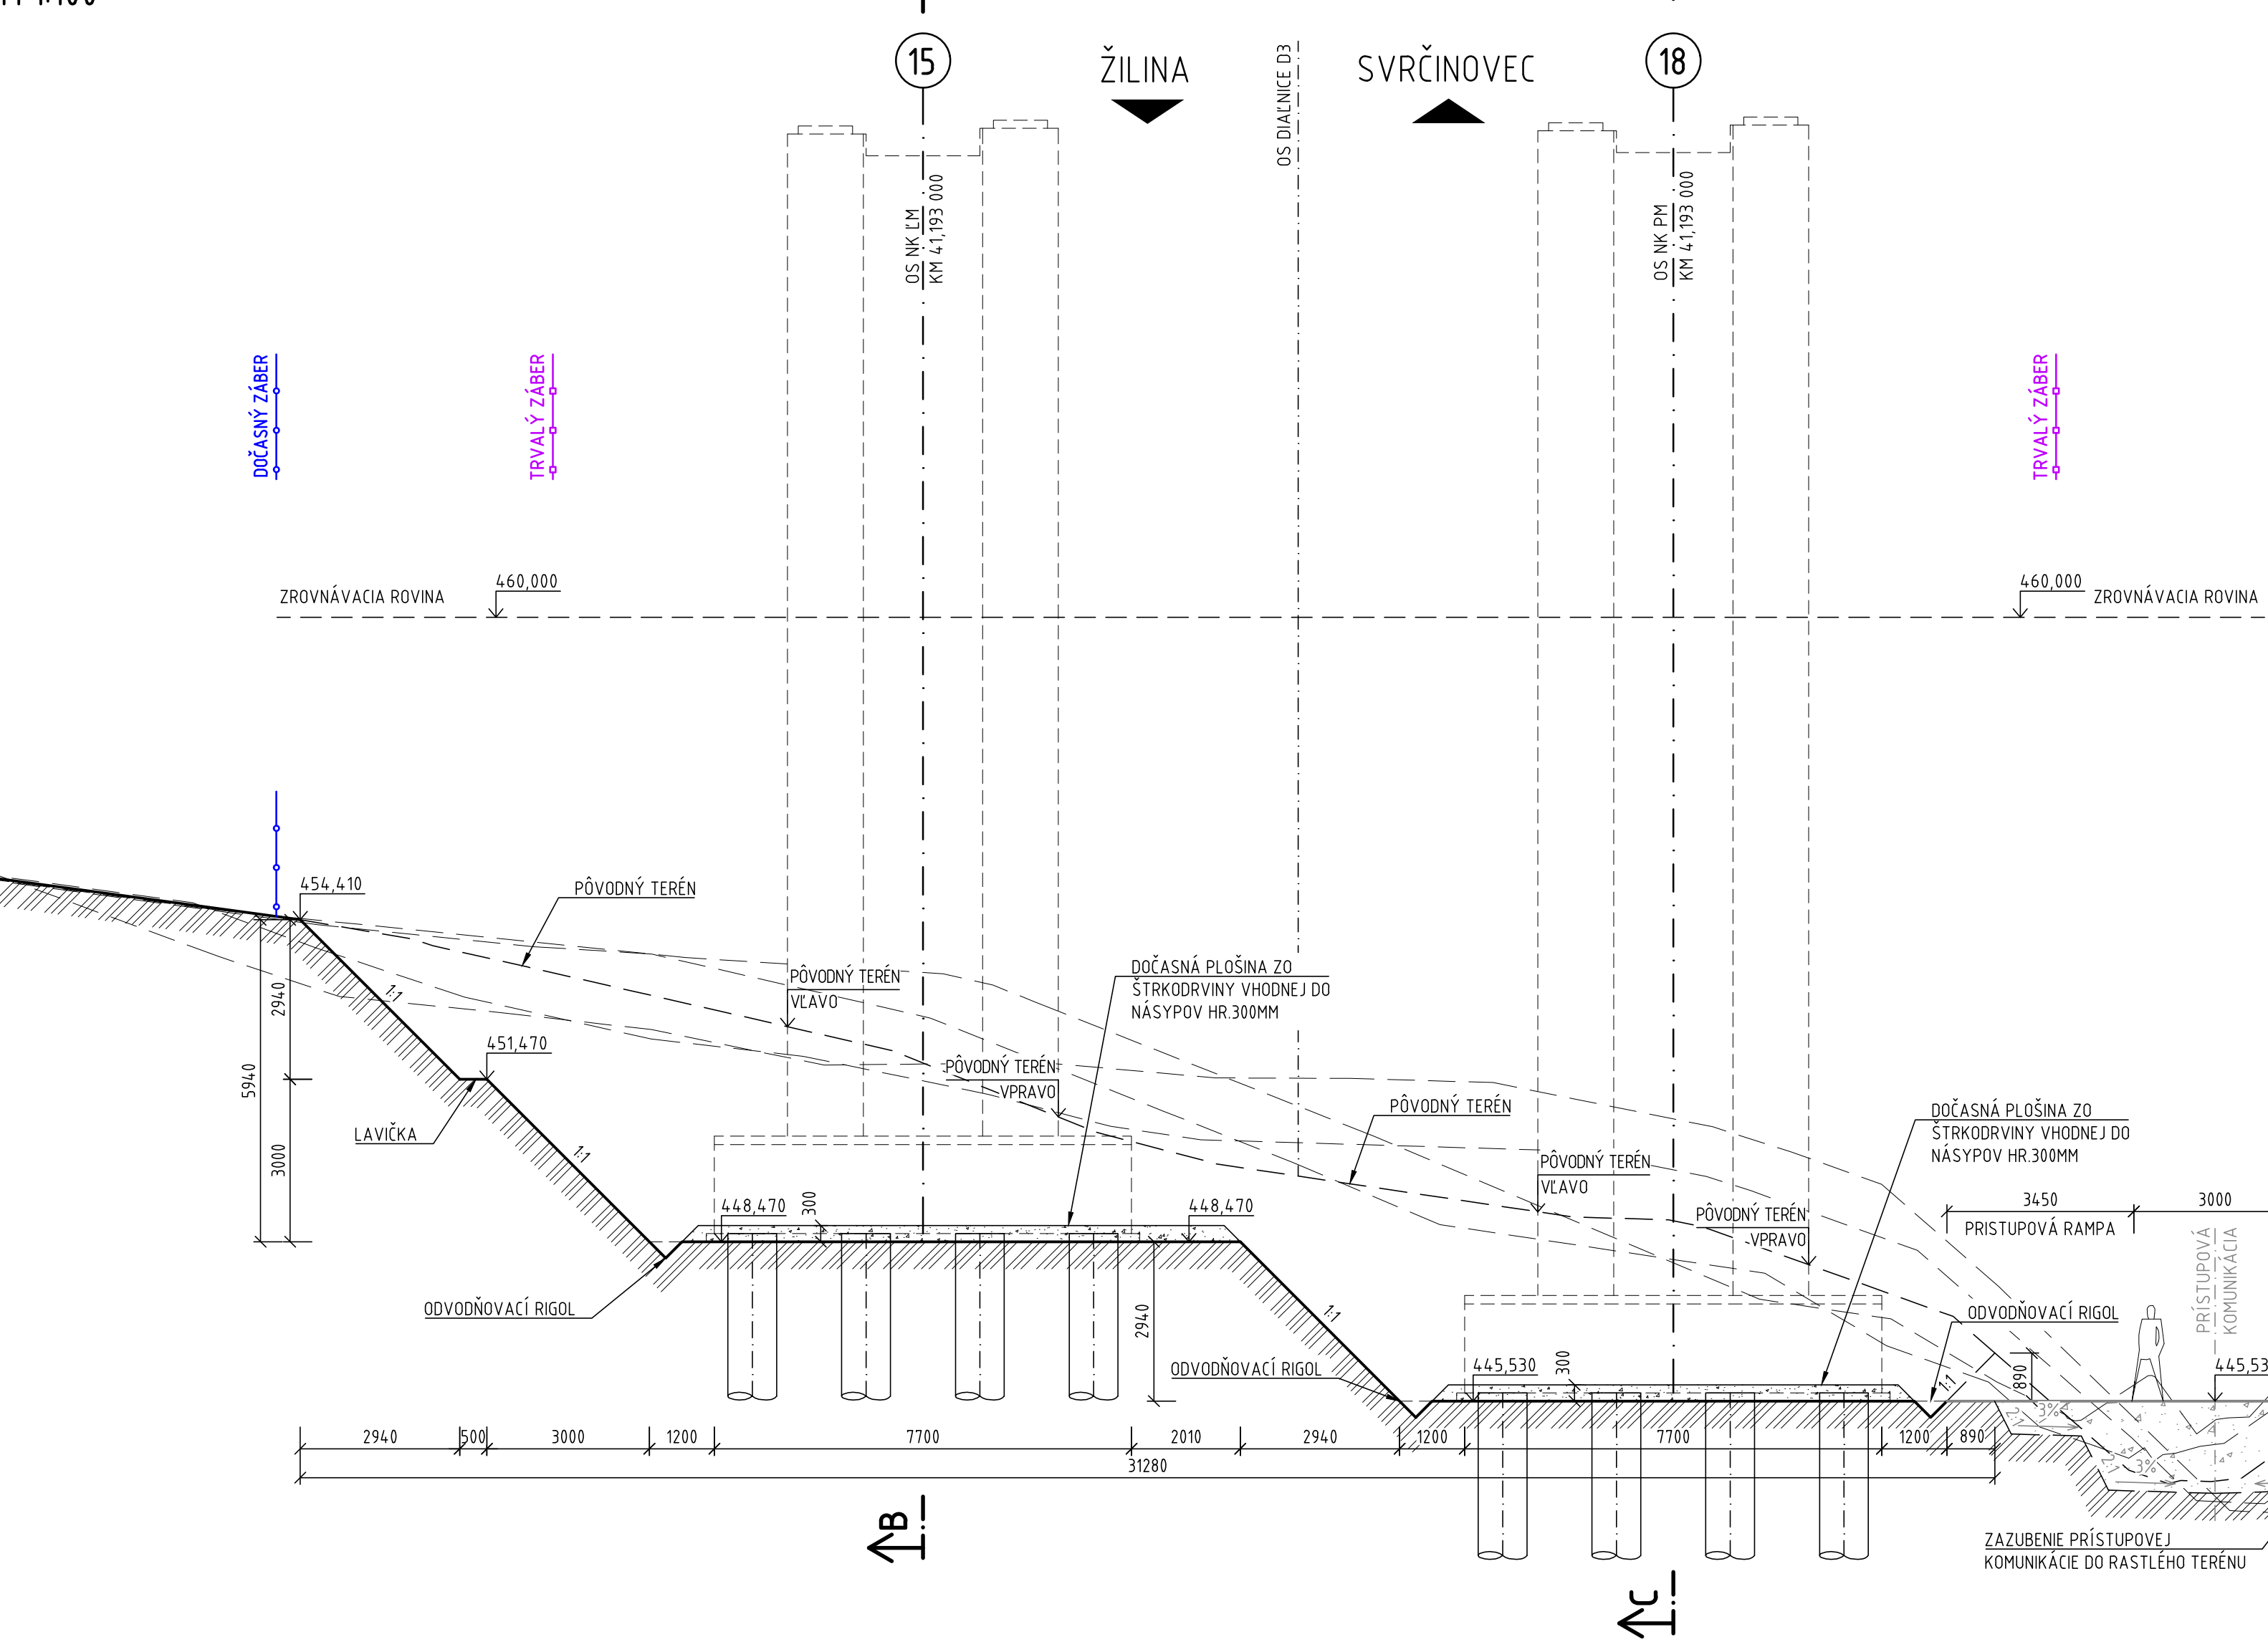 15
ŽILINA
OS DIAĽNICE D3
SVRČINOVEC
18
OS NK ĽM
KM 41,193 000
OS NK PM
KM 41,193 000
DOČASNÝ ZÁBER
TRVALÝ ZÁBER
TRVALÝ ZÁBER
ZROVNÁVACIA ROVINA
460,000
460,000
ZROVNÁVACIA ROVINA
454,410
PÔVODNÝ TERÉN
PÔVODNÝ TERÉN
VĽAVO
DOČASNÁ PLOŠINA ZO
ŠTRKODRVINY VHODNEJ DO
NÁSYPOV HR.300MM
1:1
2940
5940
3000
451,470
LAVIČKA
1:1
PÔVODNÝ TERÉN
VPRAVO
PÔVODNÝ TERÉN
DOČASNÁ PLOŠINA ZO
ŠTRKODRVINY VHODNEJ DO
NÁSYPOV HR.300MM
PÔVODNÝ TERÉN
VĽAVO
PÔVODNÝ TERÉN
VPRAVO
448,470
300
448,470
3450
3000
PRISTUPOVÁ RAMPA
PRÍSTUPOVÁ
KOMUNIKÁCIA
ODVODŇOVACÍ RIGOL
2940
1:1
ODVODŇOVACÍ RIGOL
ODVODŇOVACÍ RIGOL
445,530
300
1:1
890
445,53
3%
2:1
3%
2:1
2940
500
3000
1200
7700
2010
2940
1200
7700
1200
890
31280
B
C
ZAZUBENIE PRÍSTUPOVEJ
KOMUNIKÁCIE DO RASTLÉHO TERÉNU